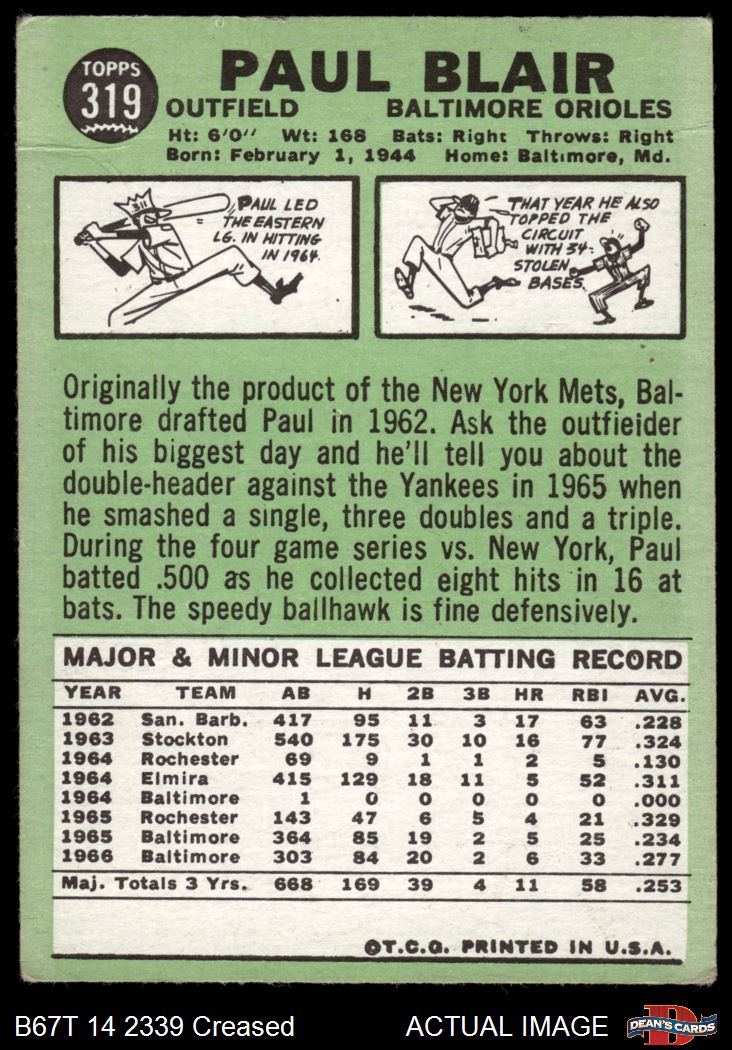 TOPPS
319
PAUL BLAIR
OUTFIELD BALTIMORE ORIOLES
Ht: 6'0" Wt: 168 Bats: Right Throws: Right
Born: February 1, 1944 Home: Baltimore, Md.
.311
PAUL LED
THE EASTERN
LG. IN HITTING
IN 1964.
THAT YEAR HE ALSO
TOPPED THE
CIRCUIT
WITH 34
STOLEN
BASES.
Originally the product of the New York Mets, Bal-
timore drafted Paul in 1962. Ask the outfieider
of his biggest day and he'll tell you about the
double-header against the Yankees in 1965 when
he smashed a single, three doubles and a triple.
During the four game series vs. New York, Paul
batted .500 as he collected eight hits in 16 at
bats. The speedy ballhawk is fine defensively.
MAJOR & MINOR LEAGUE BATTING RECORD
YEAR TEAM AB H 2B 3B HR RBI AVG.
1962 San. Barb. 417 95 11 3 17 63 .228
1963 Stockton 540 175 30 10 16 77 .324
1964 Rochester 69 9 1 1 2 5 .130
1964 Elmira 415 129 18 11 5 52 .311
1964 Baltimore 1 0 0 0 0 0 .000
1965 Rochester 143 47 6 5 4 21 .329
1965 Baltimore 364 85 19 2 5 25 .234
1966 Baltimore 303 84 20 2 6 33 .277
Maj. Totals 3 Yrs. 668 169 39 4 11 58 .253
©T.C.G. PRINTED IN U.S.A.
B67T 14 2339 Creased ACTUAL IMAGE
D
DEAN'S CARDS